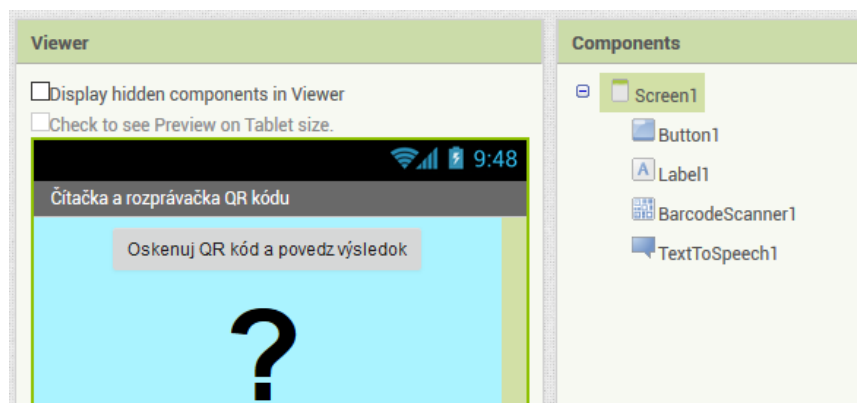 Viewer
Display hidden components in Viewer
Check to see Preview on Tablet size.
9:48
Čítačka a rozprávačka QR kódu
Oskenuj QR kód a povedz výsledok
?
Components
Screen1
Button1
A Label1
BarcodeScanner1
TextToSpeech1